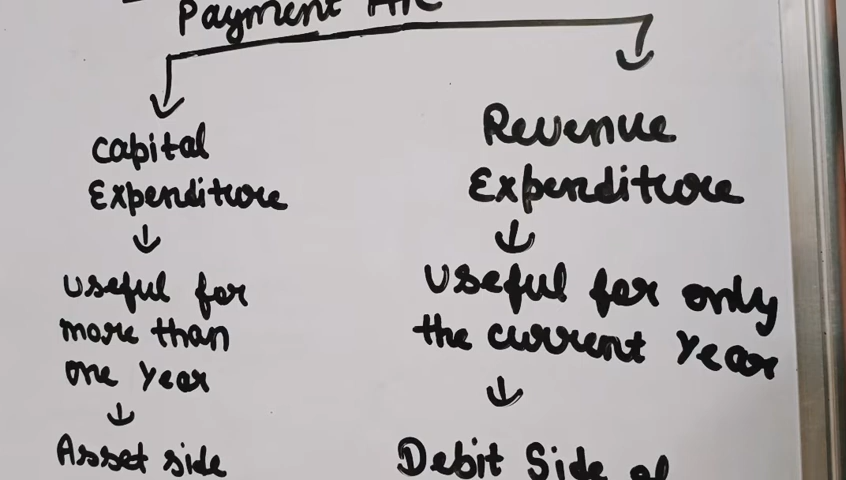 Payment A/c
Capital
Expenditure
↓
Useful for
more than
one year
↓
Asset side
Revenue
Expenditure
↓
Useful for only
the current year
↓
Debit Side of